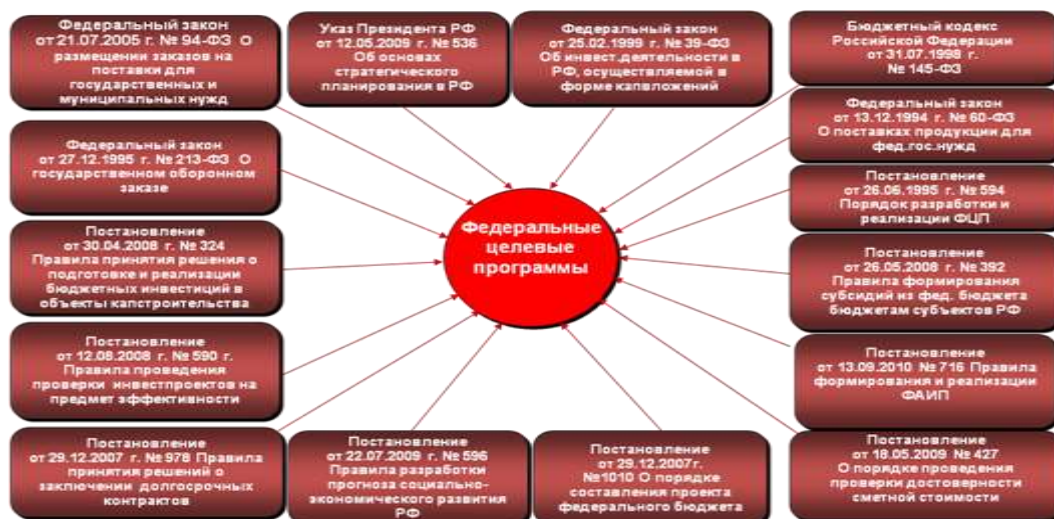 Федеральный закон
от 21.07.2005 г. № 94-ФЗ О
размещении заказов на
поставки для
государственных и
муниципальных нужд
Указ Президента РФ
от 12.05.2009 г. № 536
Об основах
стратегического
планирования в РФ
Федеральный закон
от 25.02.1999 г. № 39-ФЗ
Об инвест.деятельности в
РФ, осуществляемой в
форме капвложений
Бюджетный кодекс
Российской Федерации
от 31.07.1998 г.
№ 145-ФЗ
Федеральный закон
от 27.12.1995 г. № 213-ФЗ О
государственном оборонном
заказе
Федеральный закон
от 13.12.1994 г. № 60-ФЗ
О поставках продукции для
фед.гос.нужд
Постановление
от 26.06.1995 г. № 594
Порядок разработки и
реализации ФЦП
Федеральные
целевые
программы
Постановление
от 30.04.2008 г. № 324
Правила принятия решения о
подготовке и реализации
бюджетных инвестиций в
объекты капстроительства
Постановление
от 26.05.2008 г. № 392
Правила формирования
субсидий из фед. бюджета
бюджетам субъектов РФ
Постановление
от 12.08.2008 г. № 590 г.
Правила проведения
проверки инвестпроектов на
предмет эффективности
Постановление
от 13.09.2010 № 716 Правила
формирования и реализации
ФАИП
Постановление
от 29.12.2007 г. № 978 Правила
принятия решений о
заключении долгосрочных
контрактов
Постановление
от 22.07.2009 г. № 596
Правила разработки
прогноза социально-
экономического развития
РФ
Постановление
от 29.12.2007г.
№1010 О порядке
составления проекта
федерального бюджета
Постановление
от 18.05.2009 № 427
О порядке проведения
проверки достоверности
сметной стоимости